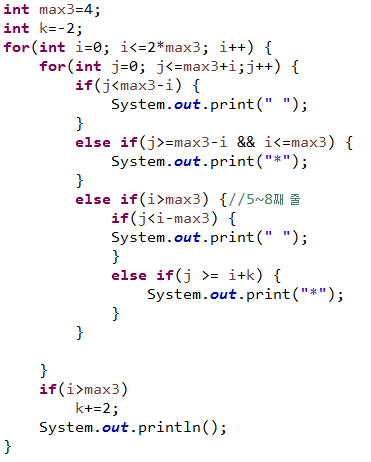 int max3=4;
int k=-2;
for(int i=0; i<=2*max3; i++) {
    for(int j=0; j<=max3+i;j++) {
        if(j<max3-i) {
            System.out.print(" ");
        }
        else if(j>=max3-i && i<=max3) {
            System.out.print("*");
        }
        else if(i>max3) {//5~8째 줄
            if(j<i-max3) {
            System.out.print(" ");
            }
            else if(j >= i+k) {
                System.out.print("*");
            }
        }

    }
    if(i>max3)
        k+=2;
    System.out.println();
}